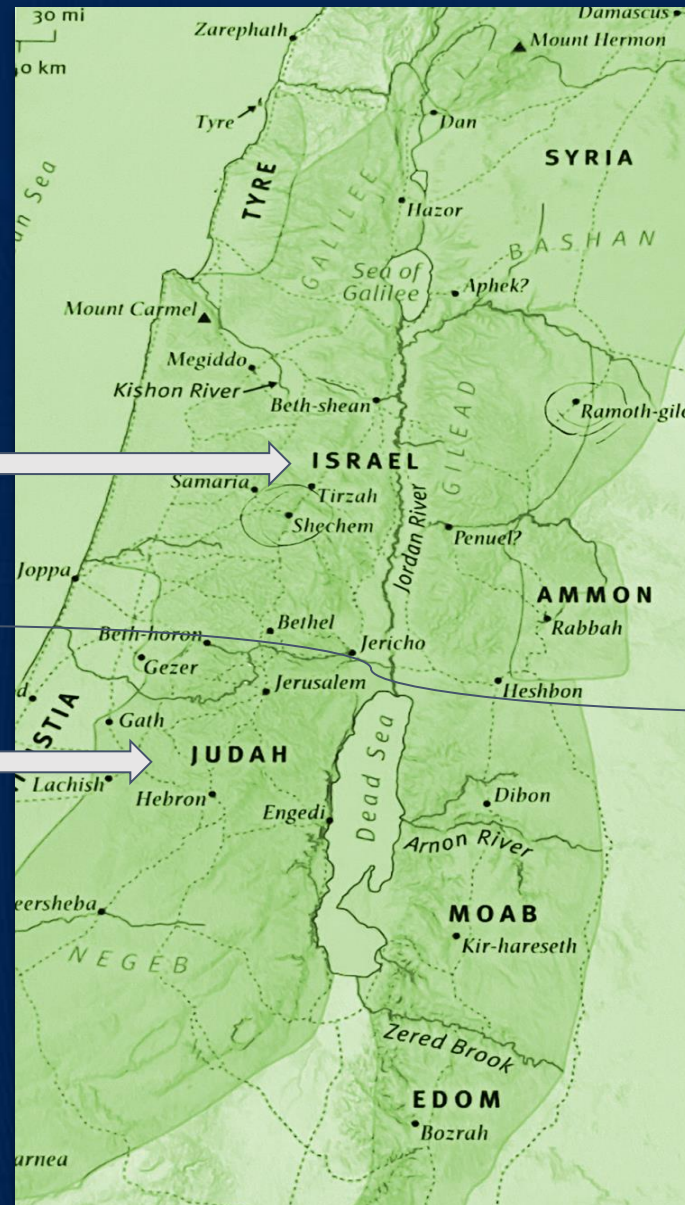 30 mi
Damascus
Zarephath
Mount Hermon
Tyre
Dan
SYRIA
TYRE
GALILEE
Hazor
BASHAN
Sea of
Galilee
Aphek?
Mount Carmel
Megiddo
Kishon River
GILEAD
Beth-shean
ISRAEL
Samaria
Tirzah
Shechem
Jordan River
Penuel?
Joppa
AMMON
Rabbah
Bethel
Beth-horon
Jericho
Gezer
Jerusalem
Heshbon
Gath
JUDAH
Lachish
Hebron
Dead Sea
Engedi
Dibon
Arnon River
MOAB
Kir-hareseth
NEGEB
Zered Brook
EDOM
Bozrah